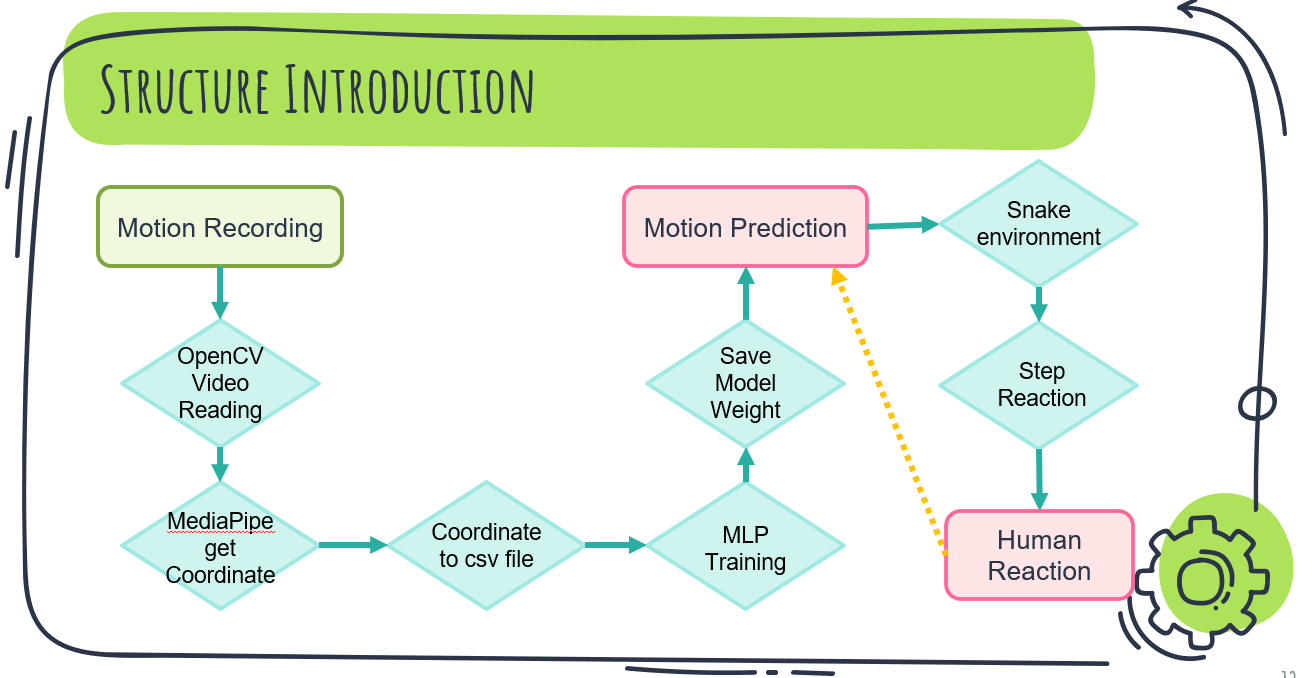 Structure Introduction
Motion Recording
OpenCV
Video
Reading
MediaPipe
get
Coordinate
Coordinate
to csv file
MLP
Training
Save
Model
Weight
Motion Prediction
Snake
environment
Step
Reaction
Human
Reaction